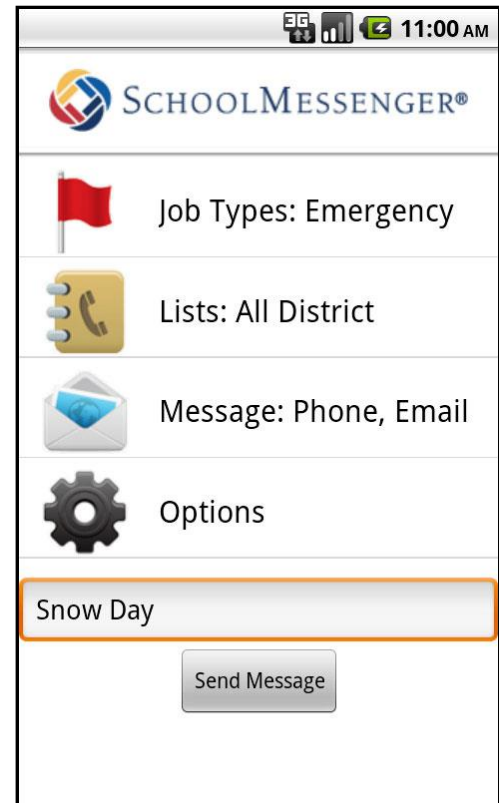 3G 11:00 AM
SCHOOLMESSENGER®
Job Types: Emergency
Lists: All District
Message: Phone, Email
Options
Snow Day
Send Message